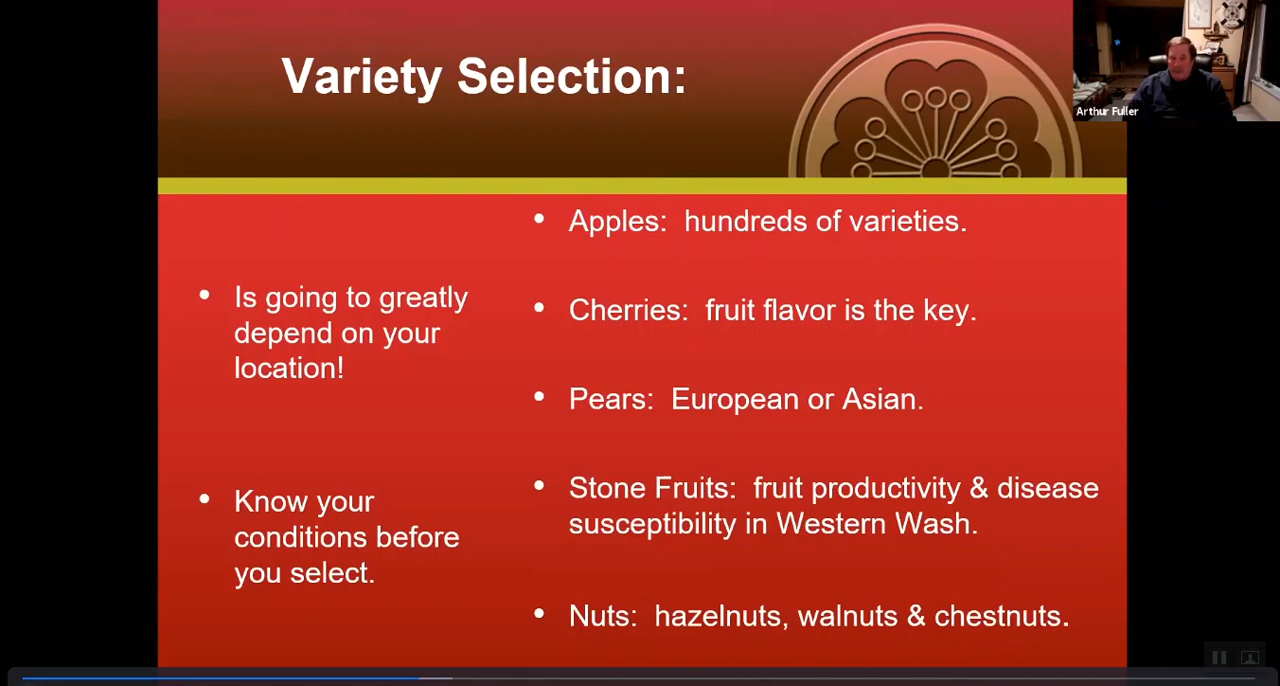 Variety Selection:
Arthur Fuller
• Is going to greatly
depend on your
location!
• Know your
conditions before
you select.
• Apples:  hundreds of varieties.
• Cherries:  fruit flavor is the key.
• Pears:  European or Asian.
• Stone Fruits:  fruit productivity & disease
susceptibility in Western Wash.
• Nuts:  hazelnuts, walnuts & chestnuts.